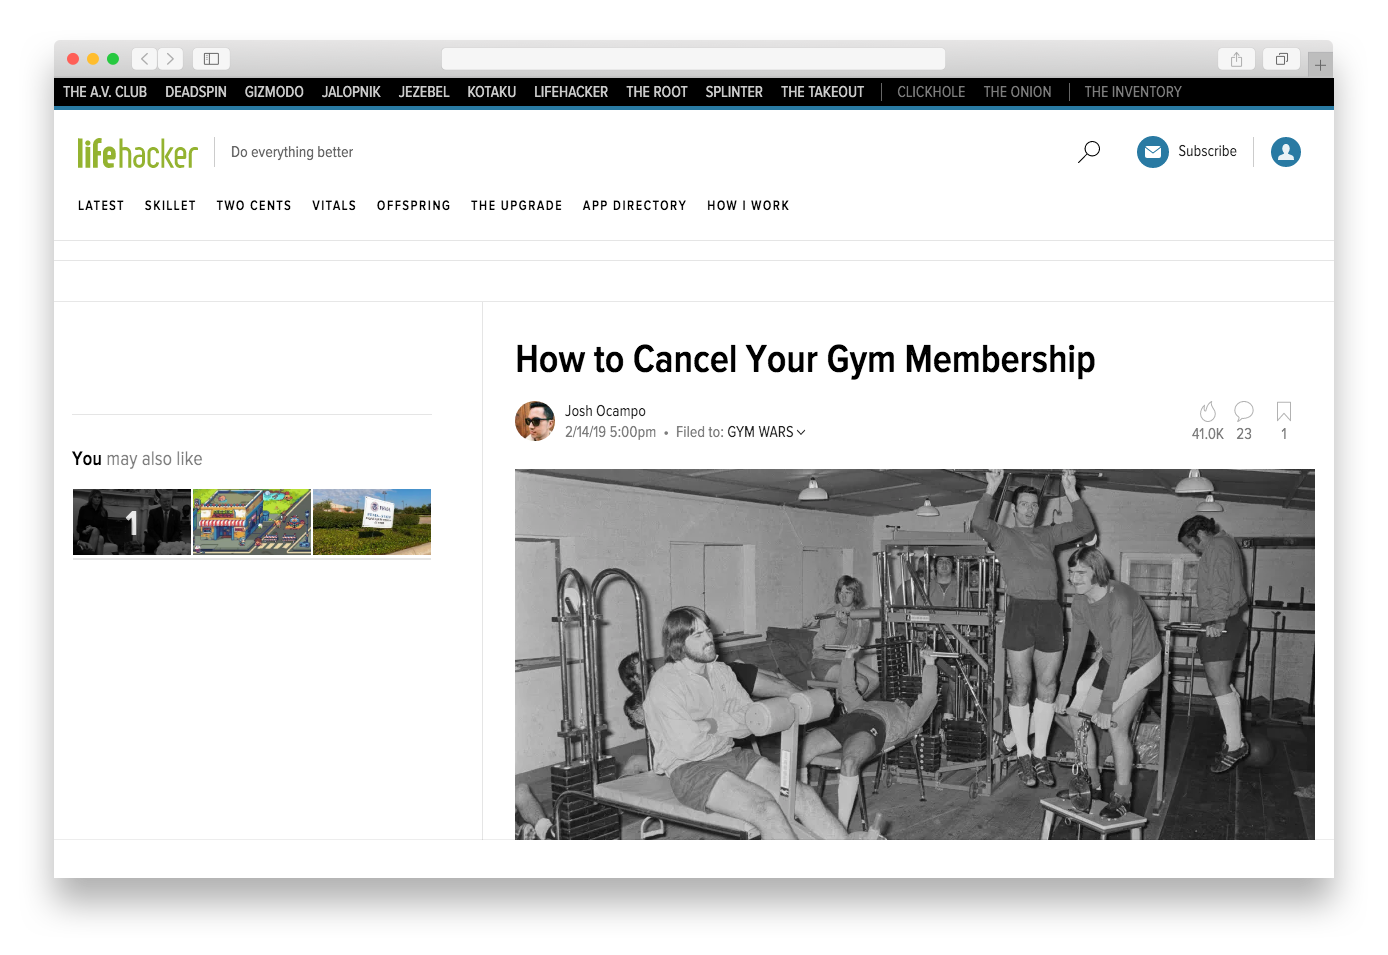 THE A.V. CLUB DEADSPIN GIZMODO JALOPNIK JEZEBEL KOTAKU LIFEHACKER THE ROOT SPLINTER THE TAKEOUT CLICKHOLE THE ONION THE INVENTORY
lifehacker Do everything better Subscribe
LATEST SKILLET TWO CENTS VITALS OFFSPRING THE UPGRADE APP DIRECTORY HOW I WORK
How to Cancel Your Gym Membership
Josh Ocampo
2/14/19 5:00pm • Filed to: GYM WARS
41.0K 23 1
You may also like
1